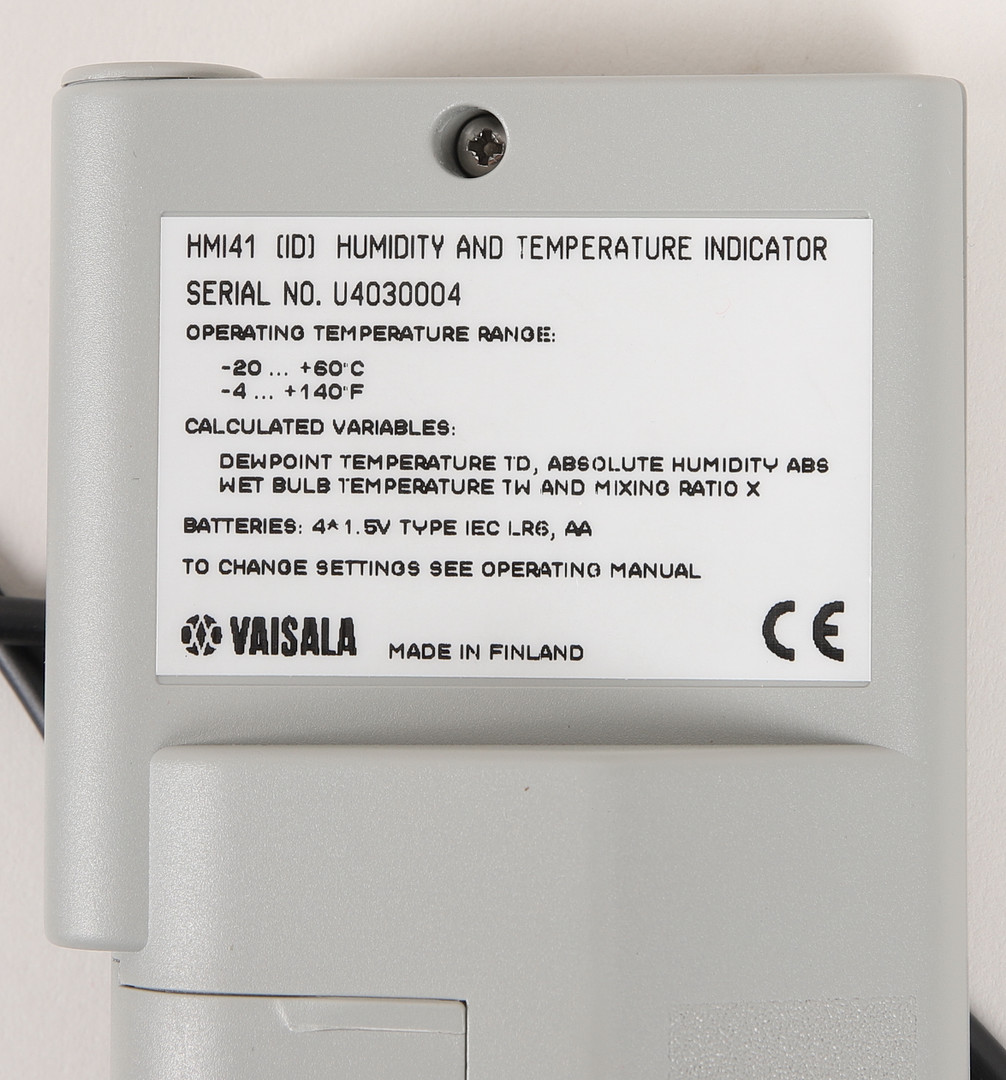 HMI41 (ID) HUMIDITY AND TEMPERATURE INDICATOR
SERIAL NO. U4030004
OPERATING TEMPERATURE RANGE:
-20 ... +60°C
-4 ... +140°F
CALCULATED VARIABLES:
DEWPOINT TEMPERATURE TD, ABSOLUTE HUMIDITY ABS
WET BULB TEMPERATURE TW AND MIXING RATIO X
BATTERIES: 4*1.5V TYPE IEC LR6, AA
TO CHANGE SETTINGS SEE OPERATING MANUAL
VAISALA MADE IN FINLAND CE